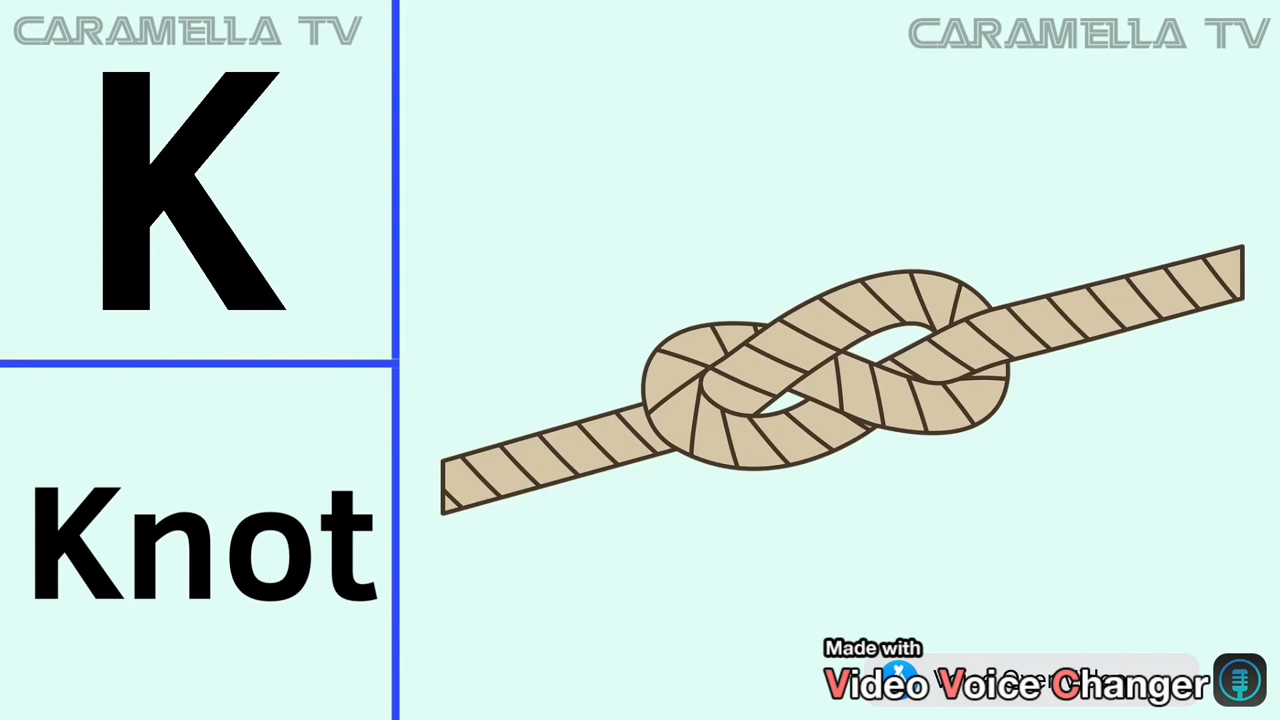 CARAMELLA TV
CARAMELLA TV
K
Knot
Made with
Video Voice Changer